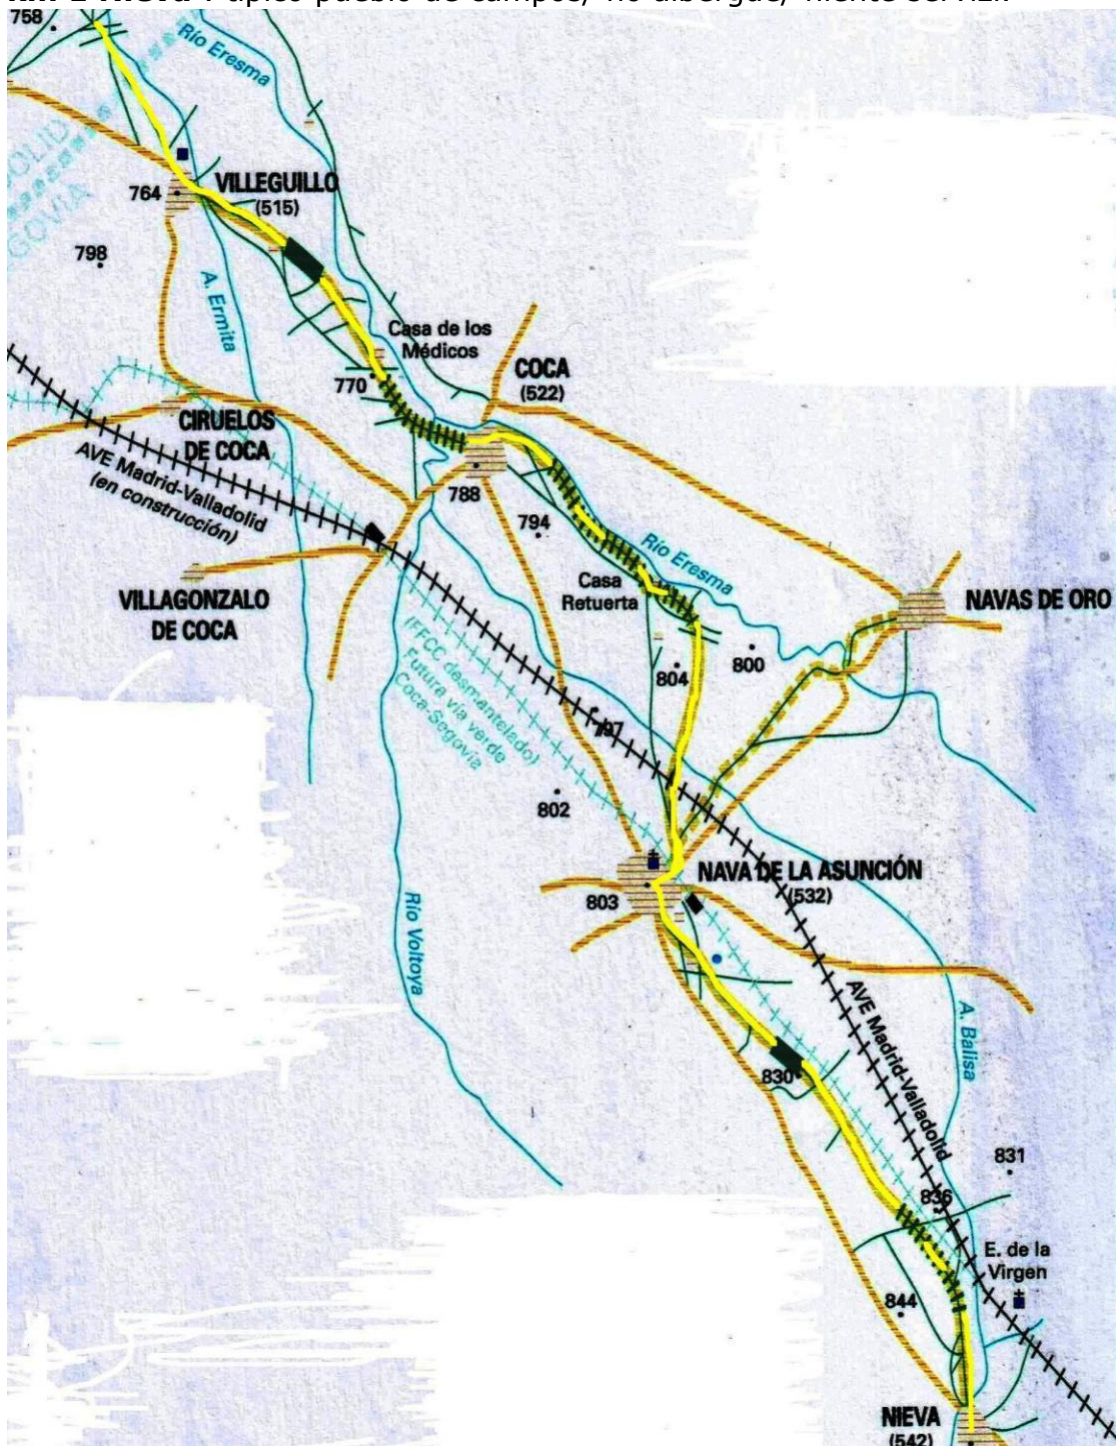 758
Río Eresma
OLID
GOVIA
764
VILLEGUILLO
(515)
798
A. Ermita
Casa de los
Médicos
770
COCA
(522)
CIRUELOS
DE COCA
AVE Madrid-Valladolid
(en construcción)
788
794
Río Eresma
Casa
Retuerta
VILLAGONZALO
DE COCA
NAVAS DE ORO
800
804
(FFCC desmantelado)
Futura vía verde
Coca-Segovia
797
802
NAVA DE LA ASUNCIÓN
(532)
803
Río Voltoya
AVE Madrid-Valladolid
A. Balisa
830
831
836
E. de la
Virgen
844
NIEVA
(542)